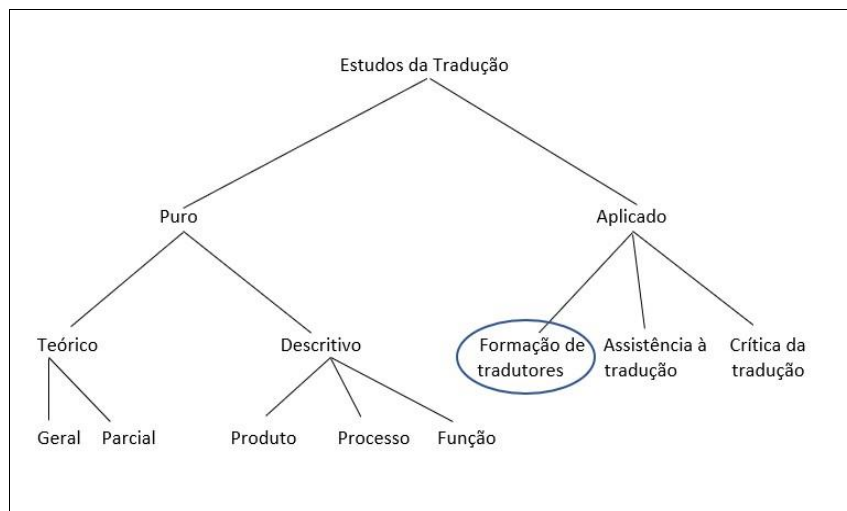 Estudos da Tradução
Puro
Aplicado
Teórico
Descritivo
Formação de
tradutores
Assistência à
tradução
Crítica da
tradução
Geral
Parcial
Produto
Processo
Função